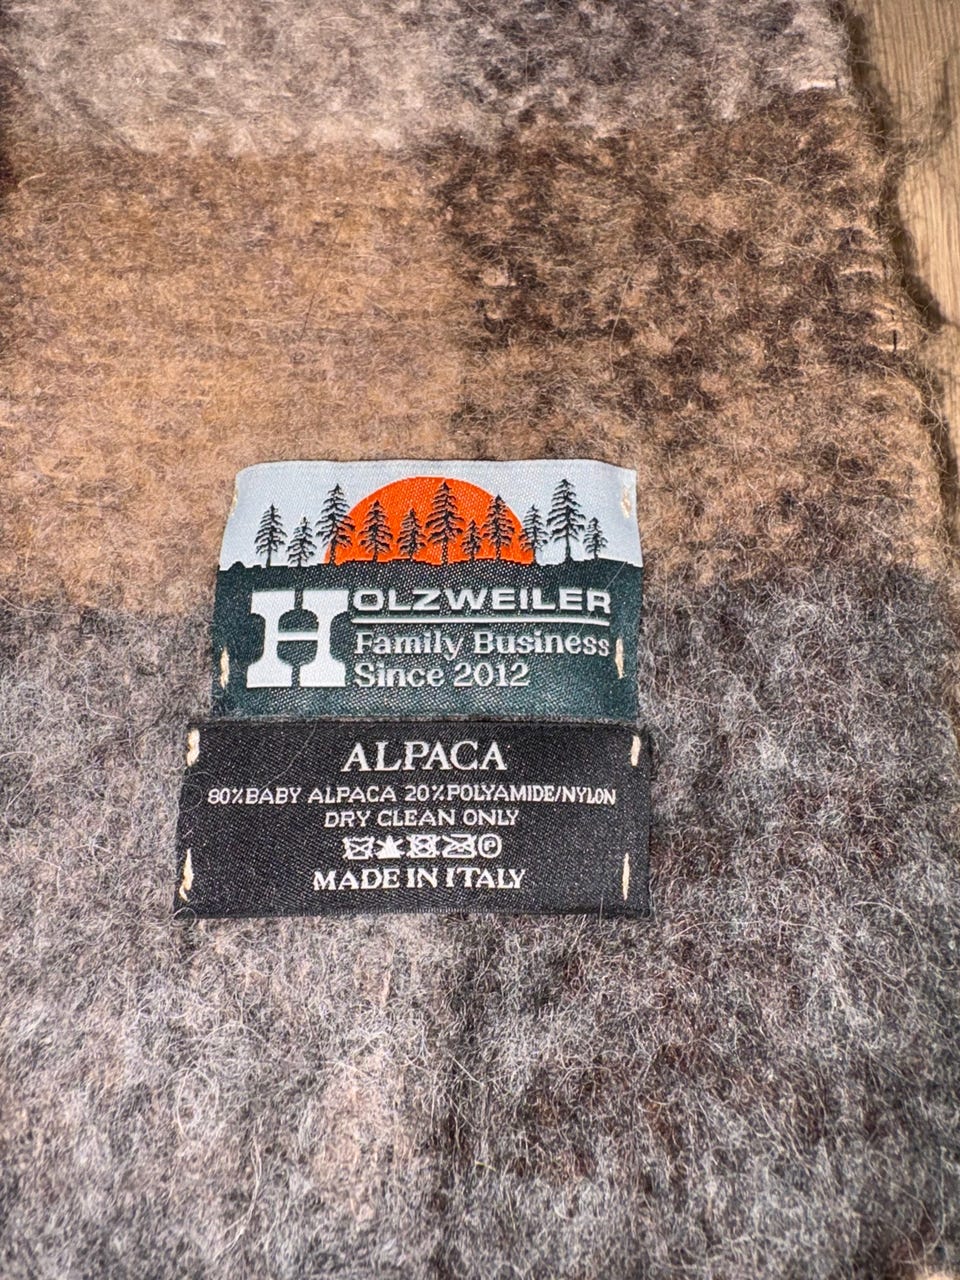 HOLZWEILER
Family Business
Since 2012
ALPACA
80%BABY ALPACA 20%POLYAMIDE/NYLON
DRY CLEAN ONLY
P
MADE IN ITALY